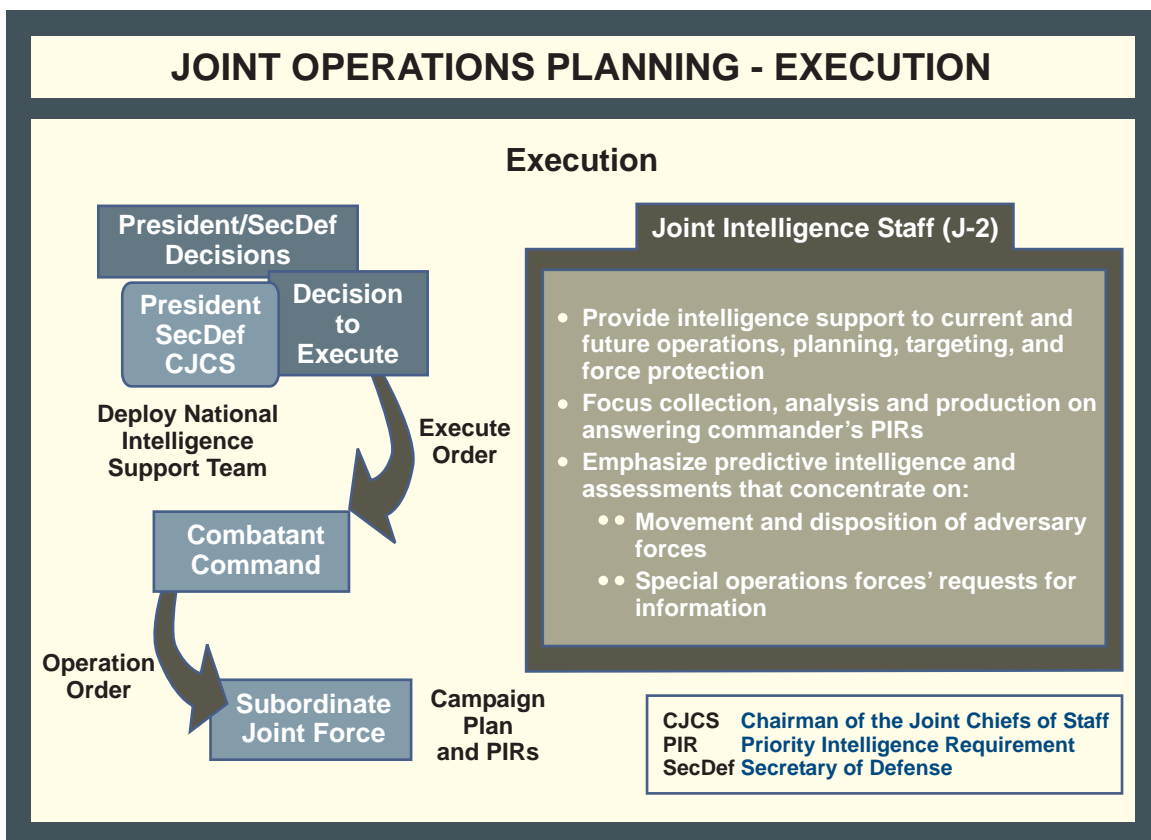 JOINT OPERATIONS PLANNING - EXECUTION
Execution
President/SecDef
Decisions
President
SecDef
CJCS
Decision
to
Execute
Deploy National
Intelligence
Support Team
Execute
Order
Combatant
Command
Operation
Order
Subordinate
Joint Force
Campaign
Plan
and PIRs
Joint Intelligence Staff (J-2)
• Provide intelligence support to current and
future operations, planning, targeting, and
force protection
• Focus collection, analysis and production on
answering commander’s PIRs
• Emphasize predictive intelligence and
assessments that concentrate on:
•• Movement and disposition of adversary
forces
•• Special operations forces’ requests for
information
CJCS Chairman of the Joint Chiefs of Staff
PIR Priority Intelligence Requirement
SecDef Secretary of Defense